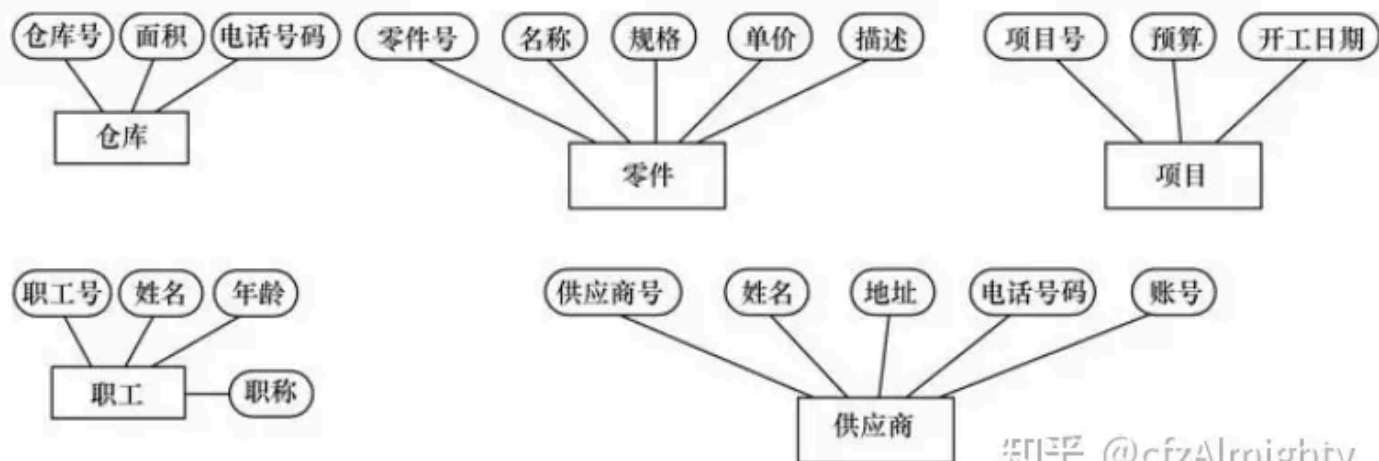 仓库号 面积 电话号码 零件号 名称 规格 单价 描述 项目号 预算 开工日期
仓库 零件 项目
职工号 姓名 年龄 供应商号 姓名 地址 电话号码 账号
职工 职称 供应商
知乎 @cfzAlmighty